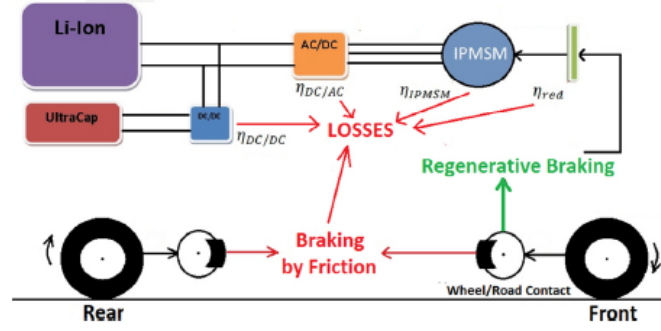 Li-Ion
AC/DC
IPMSM
UltraCap
DC/DC
η_{DC/DC}
η_{DC/AC}
η_{IPMSM}
η_{red}
LOSSES
Regenerative Braking
Braking
by Friction
Wheel/Road Contact
Rear
Front